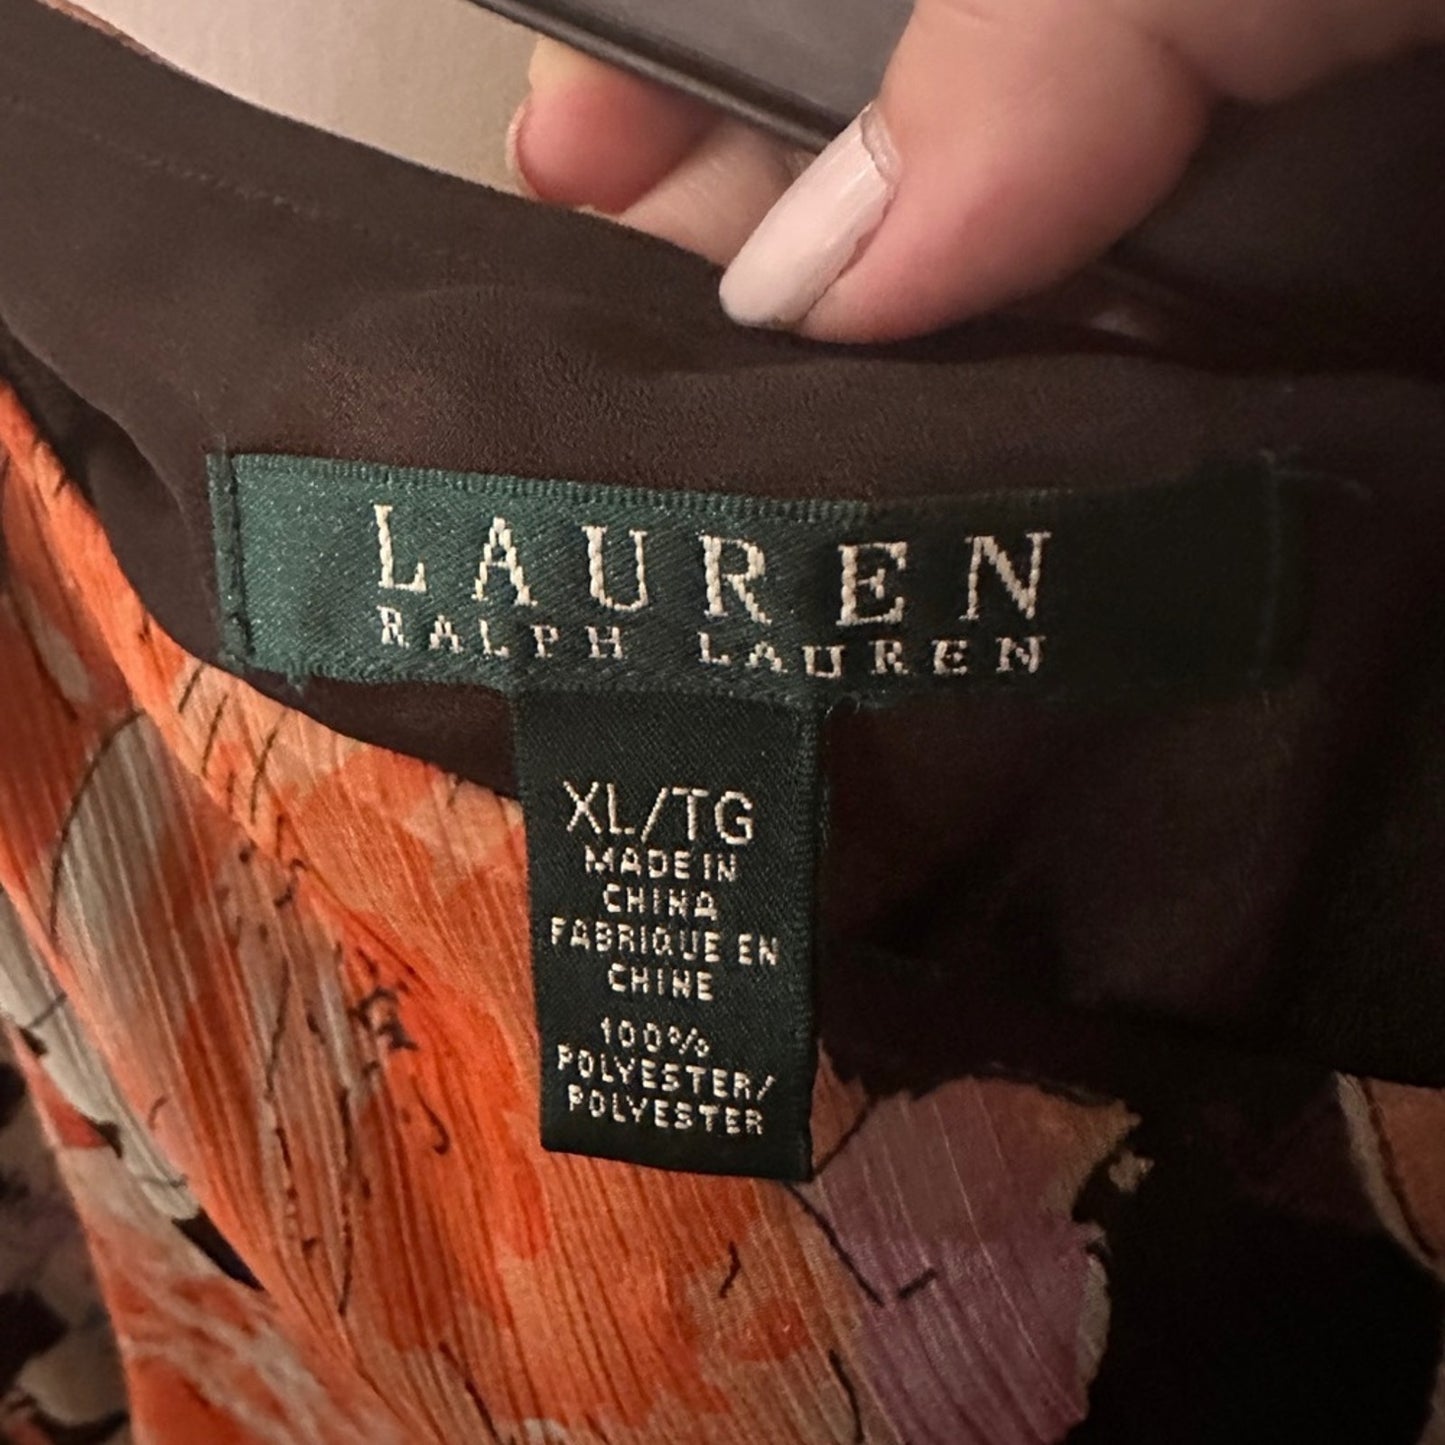 LAUREN
RALPH LAUREN
XL/TG
MADE IN
CHINA
FABRIQUE EN
CHINE
100%
POLYESTER/
POLYESTER